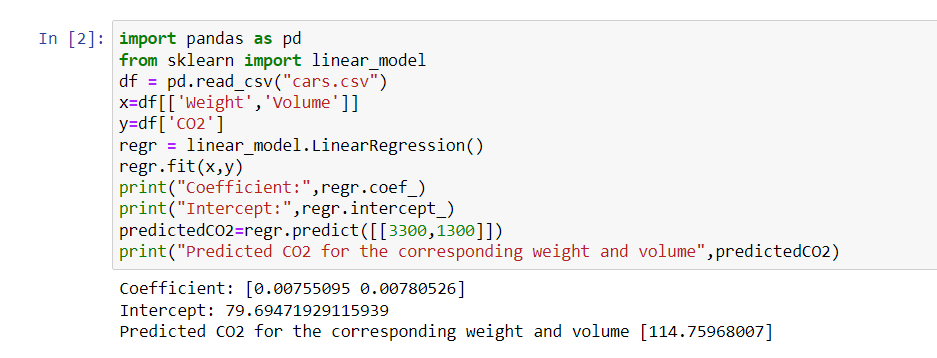 In [2]: import pandas as pd
from sklearn import linear_model
df = pd.read_csv("cars.csv")
x=df[['Weight','Volume']]
y=df['CO2']
regr = linear_model.LinearRegression()
regr.fit(x,y)
print("Coefficient:",regr.coef_)
print("Intercept:",regr.intercept_)
predictedCO2=regr.predict([[3300,1300]])
print("Predicted CO2 for the corresponding weight and volume",predictedCO2)
Coefficient: [0.00755095 0.00780526]
Intercept: 79.69471929115939
Predicted CO2 for the corresponding weight and volume [114.75968007]